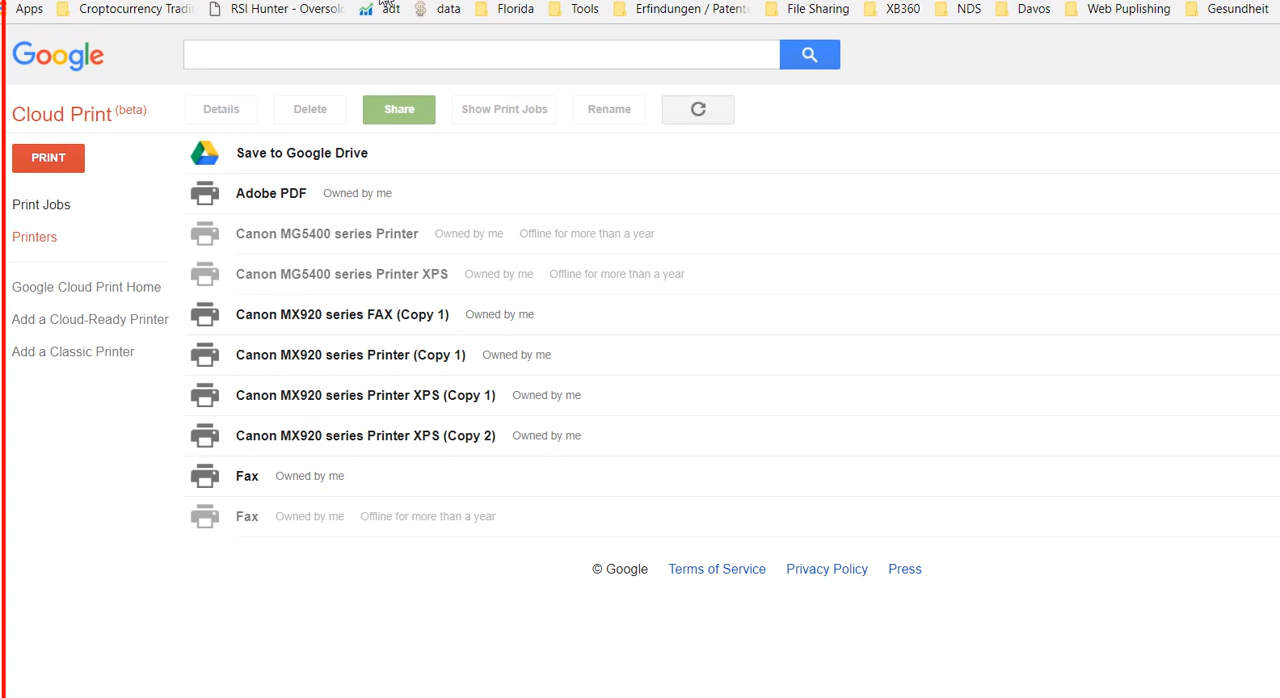 Apps Croptocurrency Tradi RSI Hunter - Oversol adt data Florida Tools Erfindungen / Patente File Sharing XB360 NDS Davos Web Puplishing Gesundheit
Google
Cloud Print (beta) Details Delete Share Show Print Jobs Rename
PRINT
Print Jobs
Printers
Google Cloud Print Home
Add a Cloud-Ready Printer
Add a Classic Printer
Save to Google Drive
Adobe PDF Owned by me
Canon MG5400 series Printer Owned by me Offline for more than a year
Canon MG5400 series Printer XPS Owned by me Offline for more than a year
Canon MX920 series FAX (Copy 1) Owned by me
Canon MX920 series Printer (Copy 1) Owned by me
Canon MX920 series Printer XPS (Copy 1) Owned by me
Canon MX920 series Printer XPS (Copy 2) Owned by me
Fax Owned by me
Fax Owned by me Offline for more than a year
© Google Terms of Service Privacy Policy Press